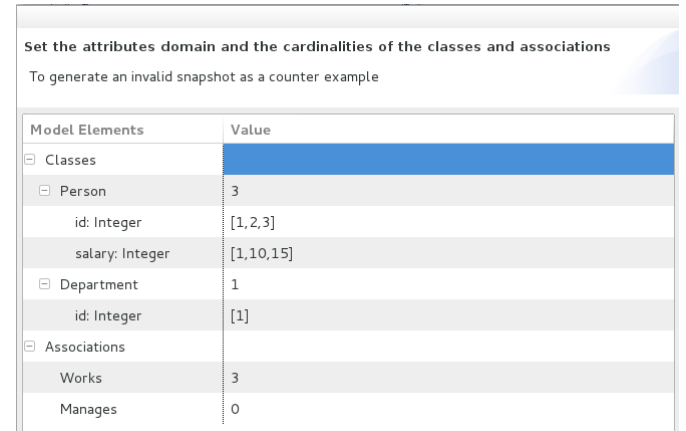 Set the attributes domain and the cardinalities of the classes and associations
To generate an invalid snapshot as a counter example
Model Elements Value
Classes
Person 3
id: Integer [1,2,3]
salary: Integer [1,10,15]
Department 1
id: Integer [1]
Associations
Works 3
Manages 0